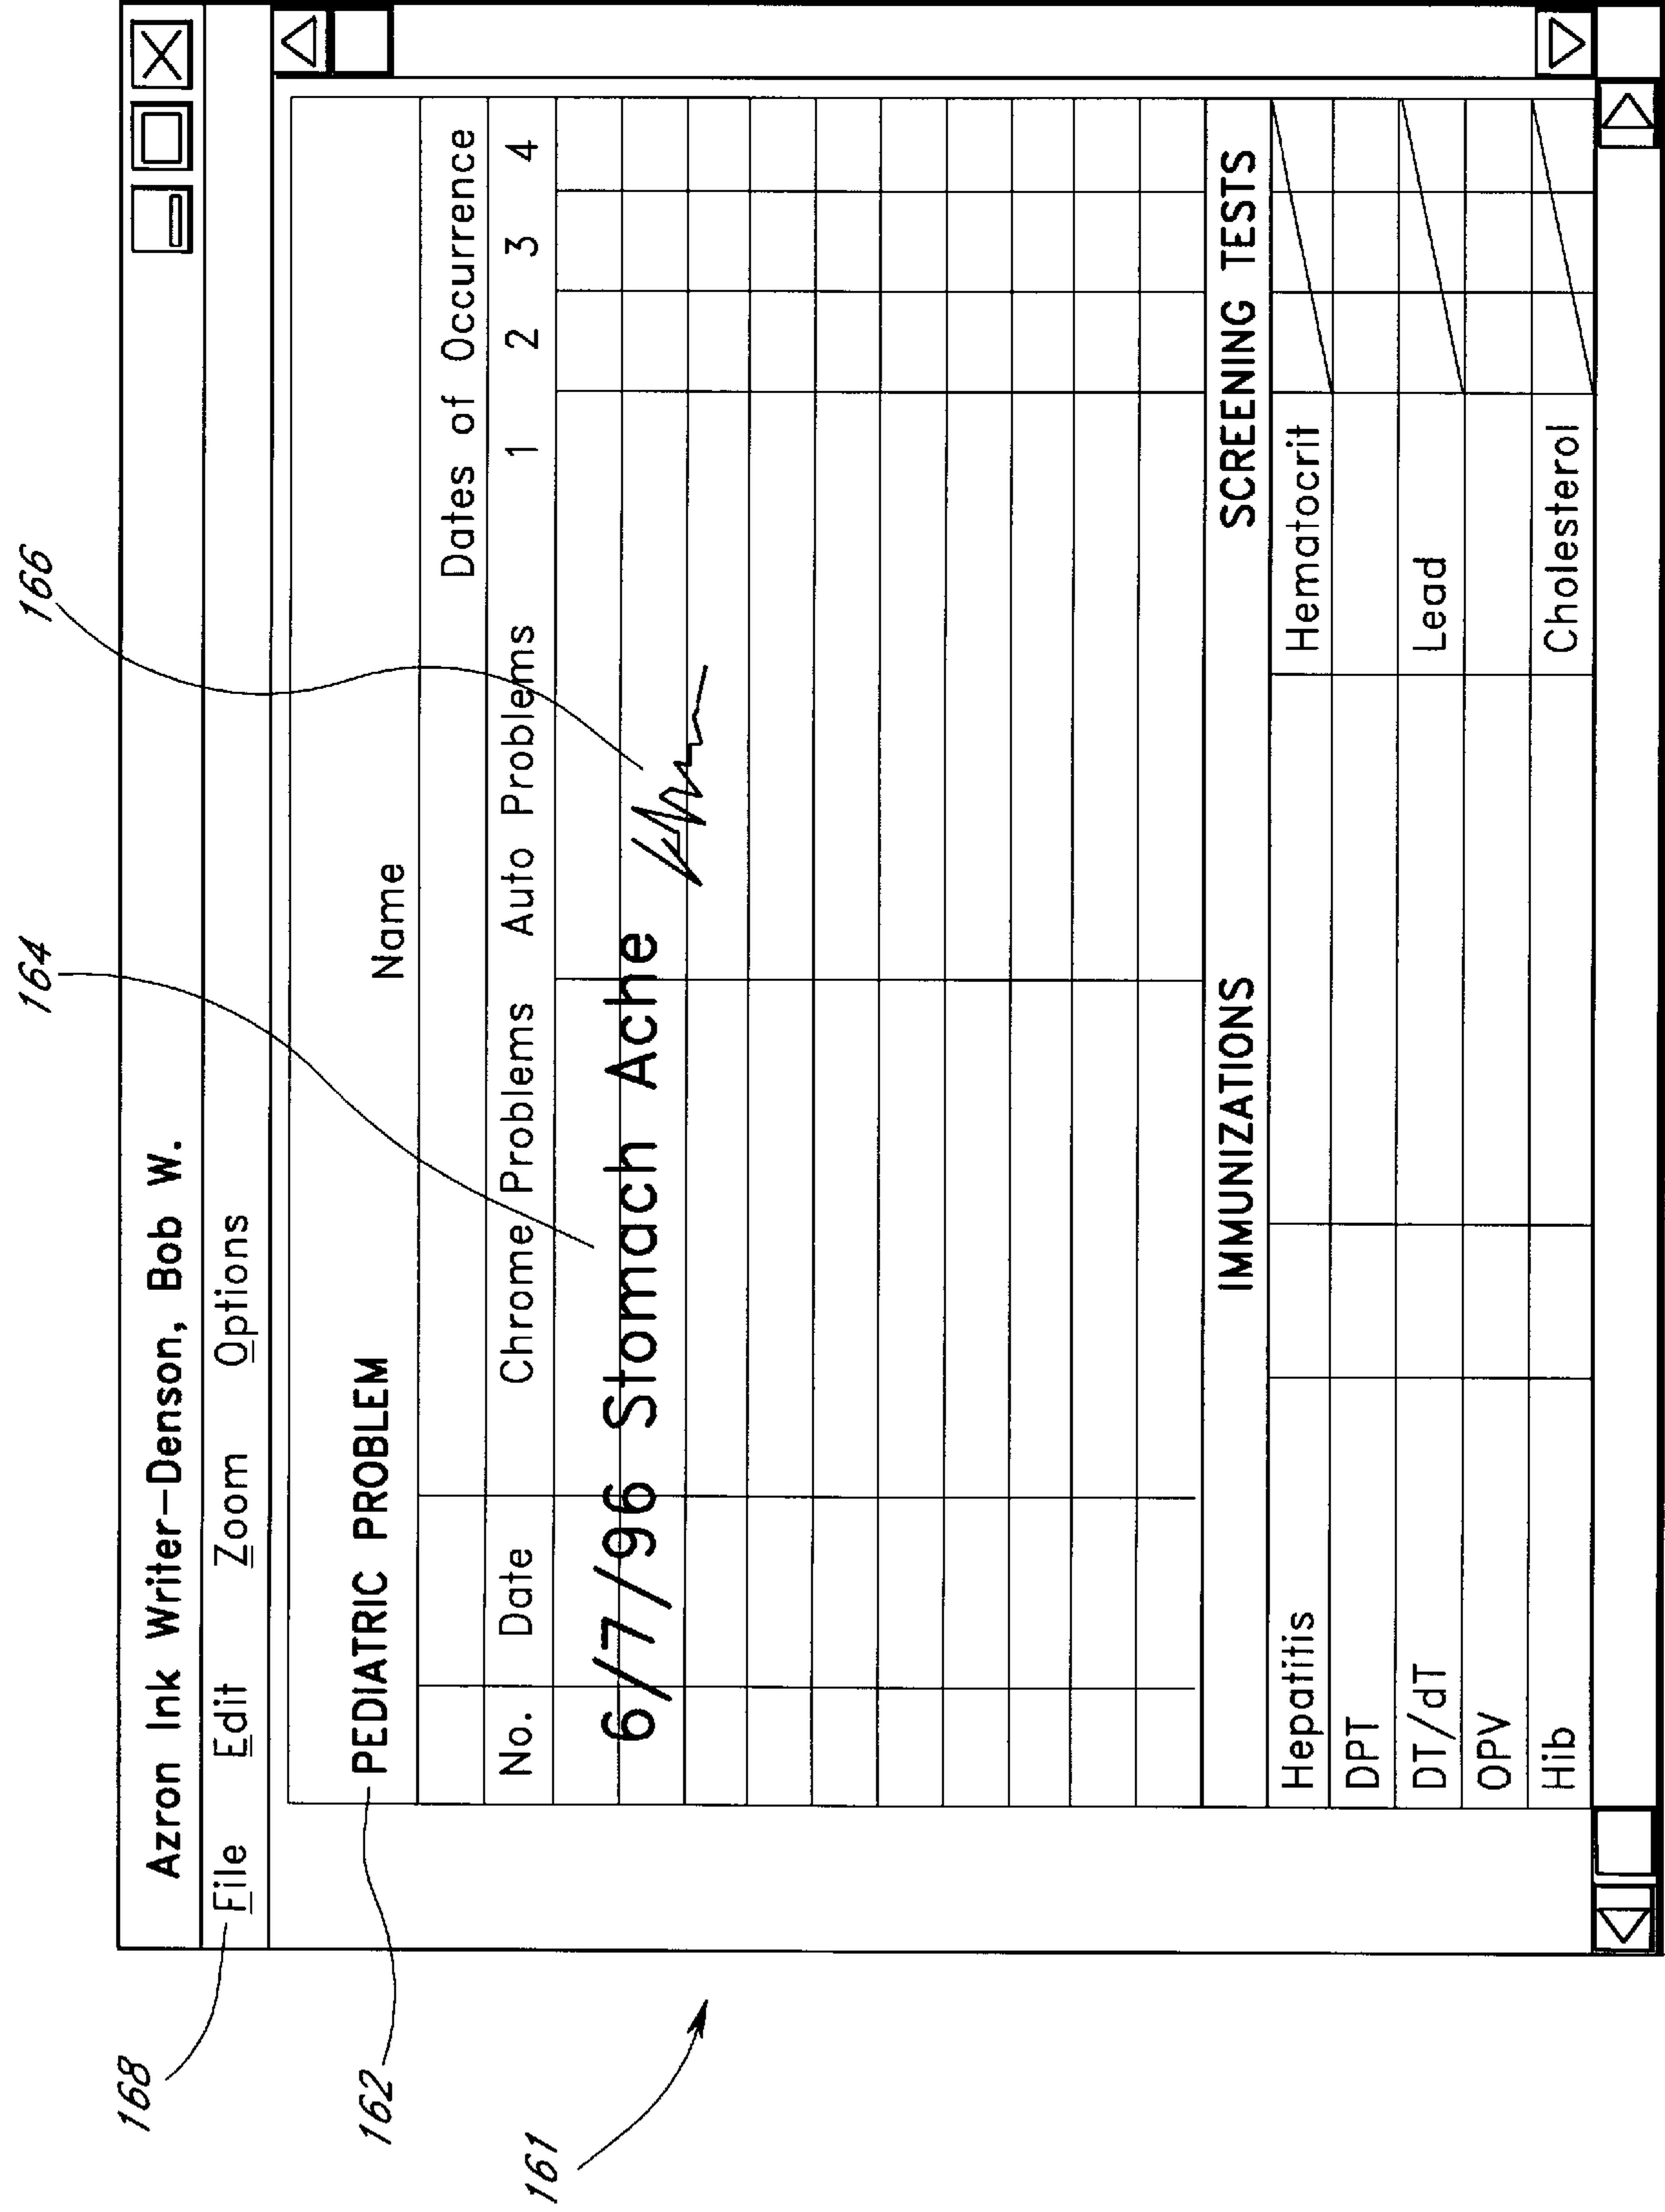 166
164
Azron Ink Writer-Denson, Bob W.
168
File Edit Zoom Options
162
PEDIATRIC PROBLEM Name
Dates of Occurrence
No. Date Chrome Problems Auto Problems 1 2 3 4
161
6/7/96 Stomach Ache
IMMUNIZATIONS SCREENING TESTS
Hepatitis Hematocrit
DPT
DT/dT Lead
OPV
Hib Cholesterol